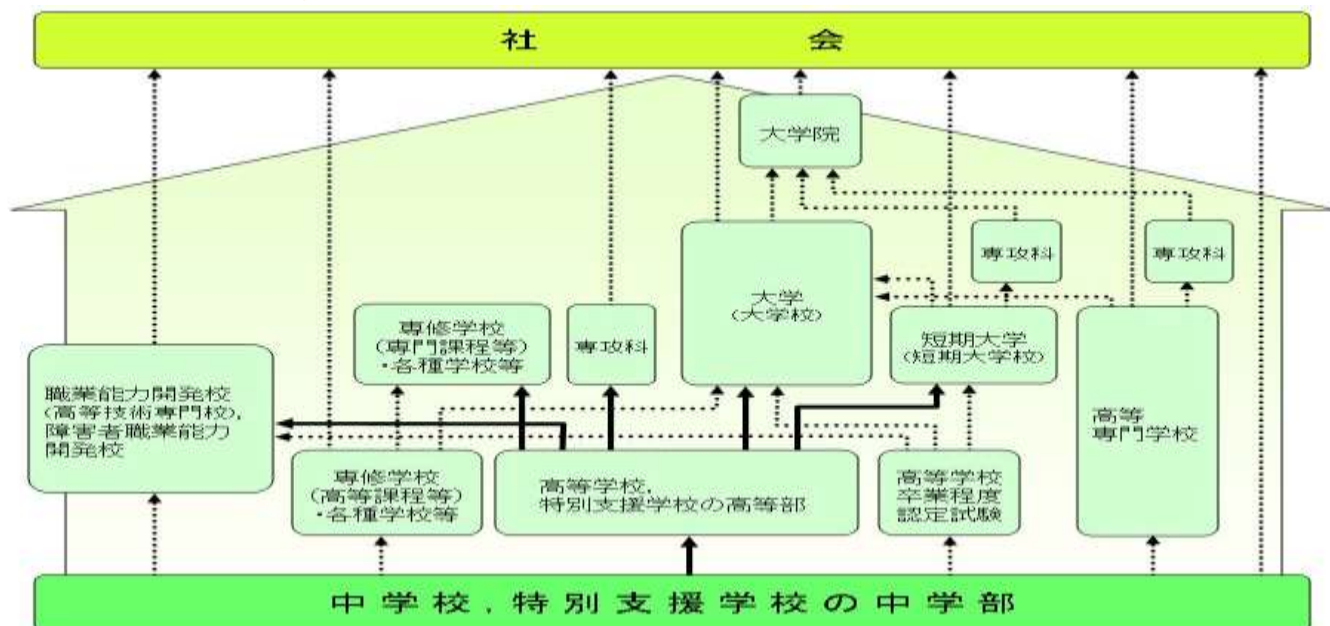 社会
大学院
専攻科
専攻科
大学
(大学校)
専修学校
(専門課程等)
・各種学校等
専攻科
短期大学
(短期大学校)
職業能力開発校
(高等技術専門校),
障害者職業能力
開発校
高等
専門学校
専修学校
(高等課程等)
・各種学校等
高等学校,
特別支援学校の高等部
高等学校
卒業程度
認定試験
中学校,特別支援学校の中学部